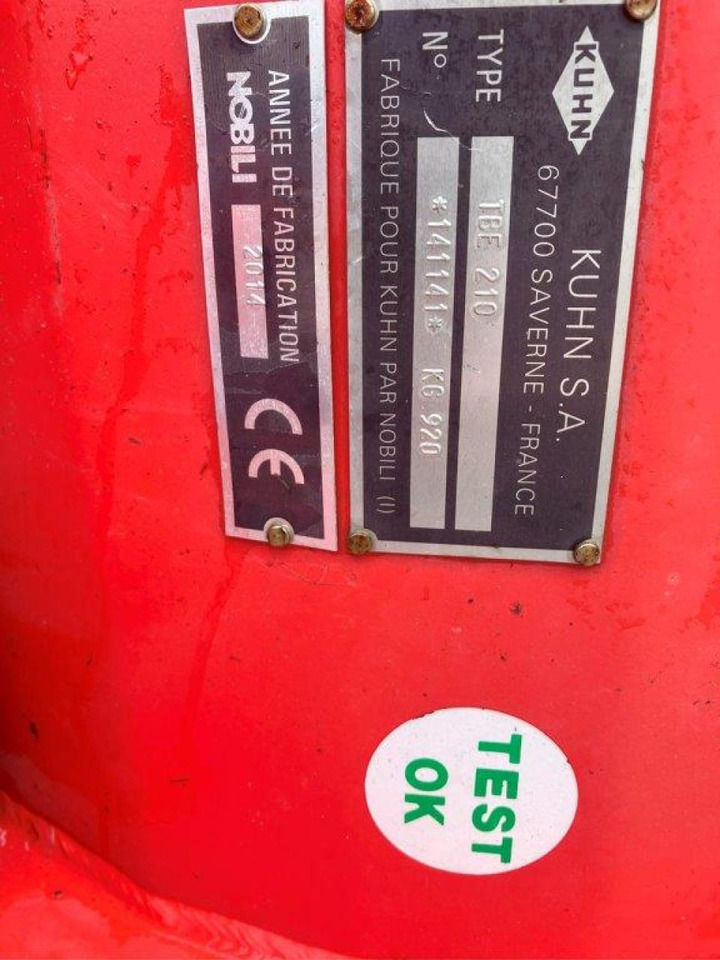 KUHN
KUHN S.A.
67700 SAVERNE - FRANCE
TYPE TBE 210
N° *141141* KG 920
FABRIQUE POUR KUHN PAR NOBILI (I)
ANNEE DE FABRICATION
NOBILI 2014
CE
TEST
OK